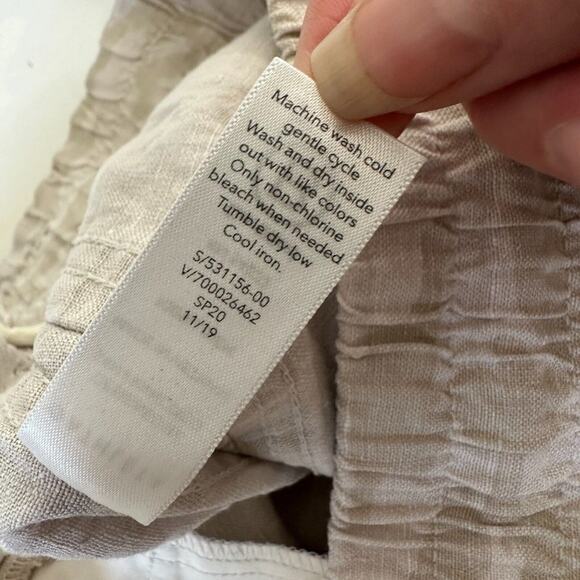 Machine wash cold
gentle cycle
Wash and dry inside
out with like colors
Only non-chlorine
bleach when needed
Tumble dry low
Cool iron.
S/531156-00
V/700026462
SP20
11/19